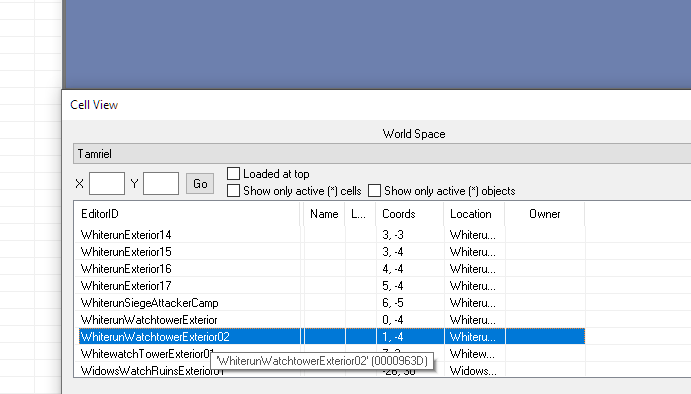 Cell View
World Space
Tamriel
X Y Go Loaded at top
Show only active (*) cells Show only active (*) objects
EditorID Name L... Coords Location Owner
WhiterunExterior14 3, -3 Whiteru...
WhiterunExterior15 3, -4 Whiteru...
WhiterunExterior16 4, -4 Whiteru...
WhiterunExterior17 5, -4 Whiteru...
WhiterunSiegeAttackerCamp 6, -5 Whiteru...
WhiterunWatchtowerExterior 0, -4 Whiteru...
WhiterunWatchtowerExterior02 1, -4 Whiteru...
WhitewatchTowerExterior01 Whitew...
'WhiterunWatchtowerExterior02' (0000963D)
WidowsWatchRuinsExterior01 -26, 30 Widows...